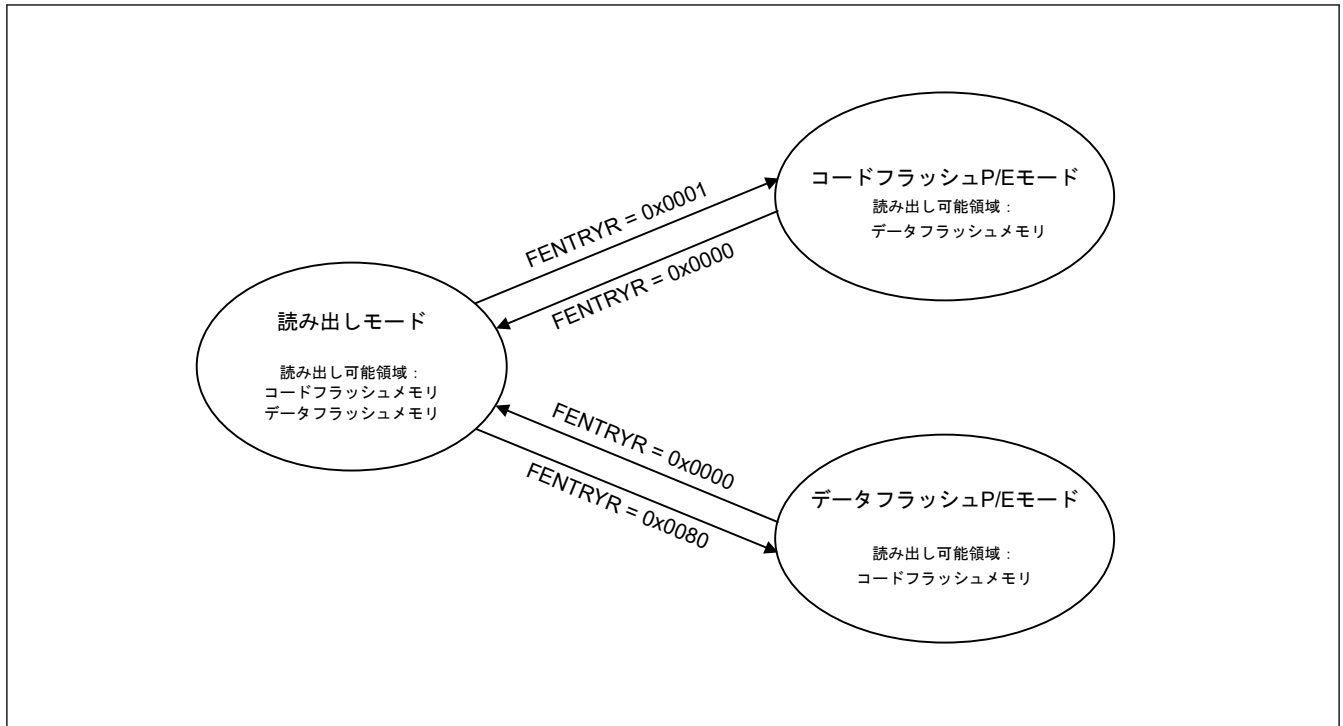 コードフラッシュP/Eモード
読み出し可能領域：
データフラッシュメモリ
FENTRYR = 0x0001
FENTRYR = 0x0000
読み出しモード
読み出し可能領域：
コードフラッシュメモリ
データフラッシュメモリ
FENTRYR = 0x0000
FENTRYR = 0x0080
データフラッシュP/Eモード
読み出し可能領域：
コードフラッシュメモリ